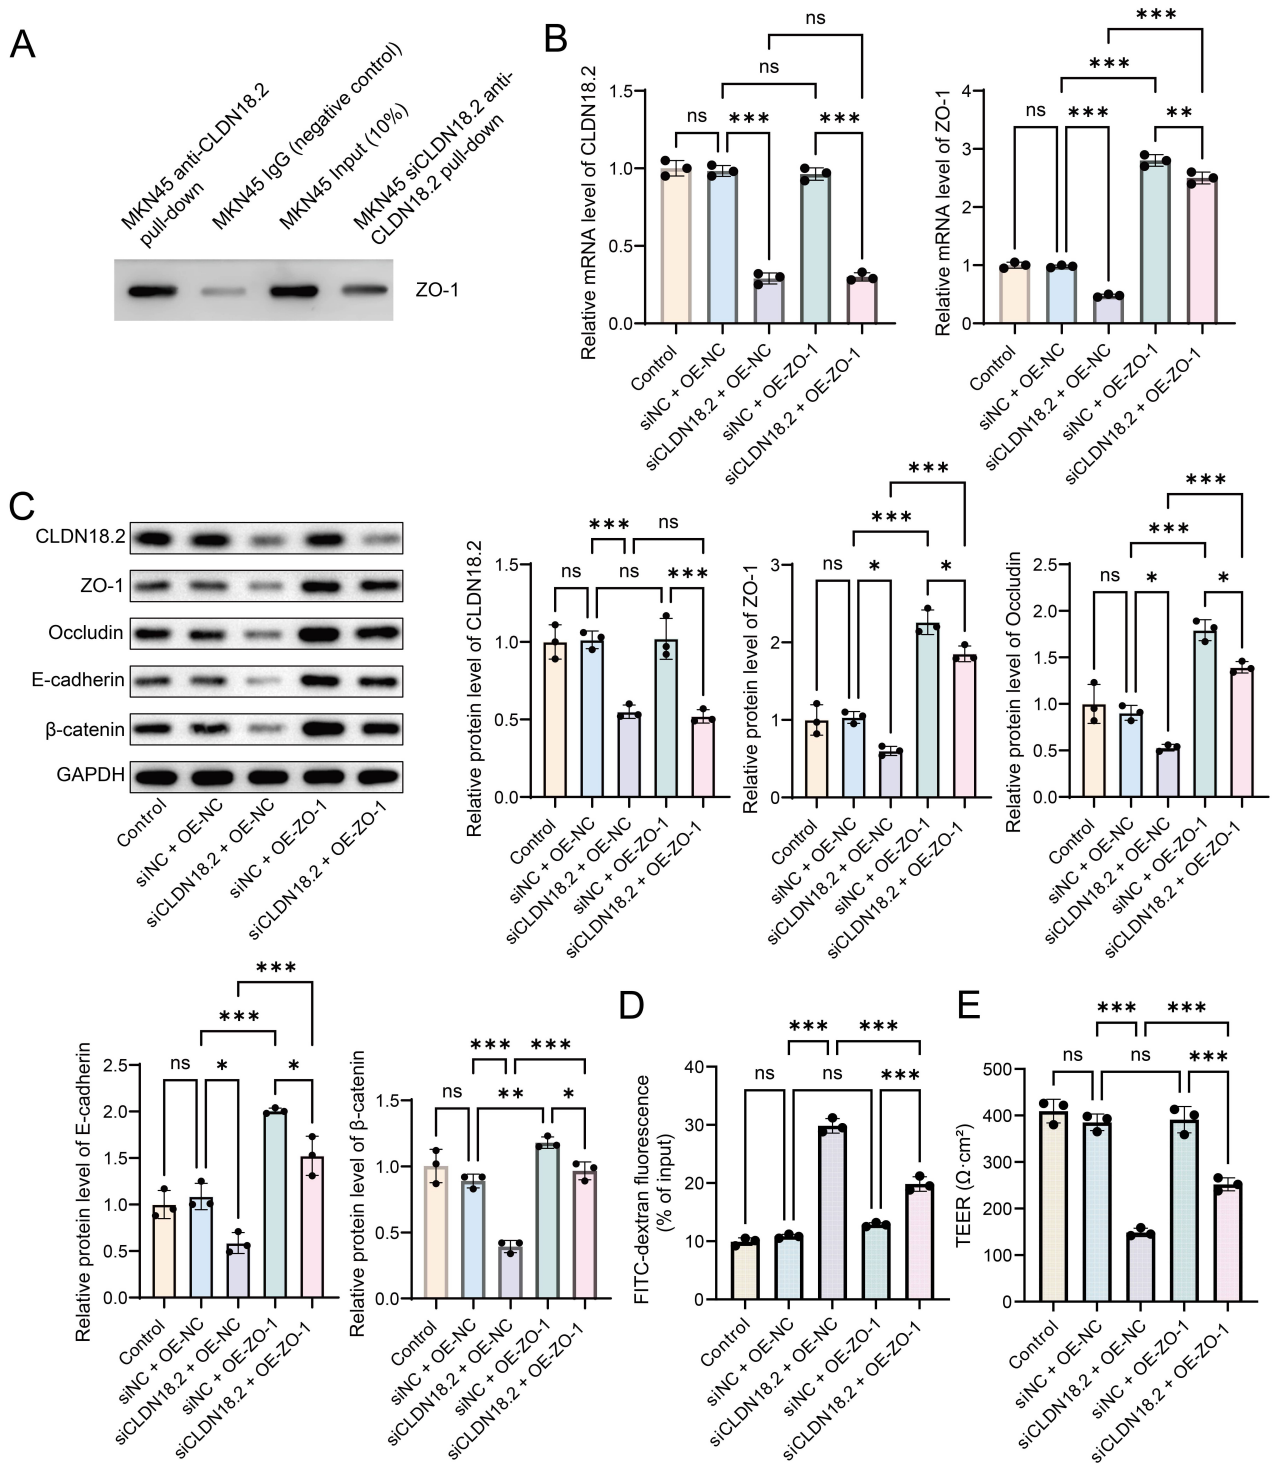 A
MKN45 anti-CLDN18.2
pull-down
MKN45 IgG (negative control)
MKN45 Input (10%)
MKN45 siCLDN18.2 anti-
CLDN18.2 pull-down
ZO-1
B
Relative mRNA level of CLDN18.2
1.5
1.0
0.5
0.0
ns
ns
ns
***
***
Control
siNC + OE-NC
siCLDN18.2 + OE-NC
siNC + OE-ZO-1
siCLDN18.2 + OE-ZO-1
Relative mRNA level of ZO-1
4
3
2
1
0
***
***
ns
***
**
Control
siNC + OE-NC
siCLDN18.2 + OE-NC
siNC + OE-ZO-1
siCLDN18.2 + OE-ZO-1
C
CLDN18.2
ZO-1
Occludin
E-cadherin
β-catenin
GAPDH
Control
siNC + OE-NC
siCLDN18.2 + OE-NC
siNC + OE-ZO-1
siCLDN18.2 + OE-ZO-1
Relative protein level of CLDN18.2
1.5
1.0
0.5
0.0
***
ns
ns
ns
***
Control
siNC + OE-NC
siCLDN18.2 + OE-NC
siNC + OE-ZO-1
siCLDN18.2 + OE-ZO-1
Relative protein level of ZO-1
3
2
1
0
***
***
ns
*
*
Control
siNC + OE-NC
siCLDN18.2 + OE-NC
siNC + OE-ZO-1
siCLDN18.2 + OE-ZO-1
Relative protein level of Occludin
2.5
2.0
1.5
1.0
0.5
0.0
***
***
ns
*
*
Control
siNC + OE-NC
siCLDN18.2 + OE-NC
siNC + OE-ZO-1
siCLDN18.2 + OE-ZO-1
Relative protein level of E-cadherin
2.5
2.0
1.5
1.0
0.5
0.0
***
***
ns
*
*
Control
siNC + OE-NC
siCLDN18.2 + OE-NC
siNC + OE-ZO-1
siCLDN18.2 + OE-ZO-1
Relative protein level of β-catenin
1.5
1.0
0.5
0.0
***
***
ns
**
*
Control
siNC + OE-NC
siCLDN18.2 + OE-NC
siNC + OE-ZO-1
siCLDN18.2 + OE-ZO-1
D
FITC-dextran fluorescence
(% of input)
40
30
20
10
0
***
***
ns
ns
***
Control
siNC + OE-NC
siCLDN18.2 + OE-NC
siNC + OE-ZO-1
siCLDN18.2 + OE-ZO-1
E
TEER (Ω·cm²)
500
400
300
200
100
0
***
***
ns
ns
***
Control
siNC + OE-NC
siCLDN18.2 + OE-NC
siNC + OE-ZO-1
siCLDN18.2 + OE-ZO-1